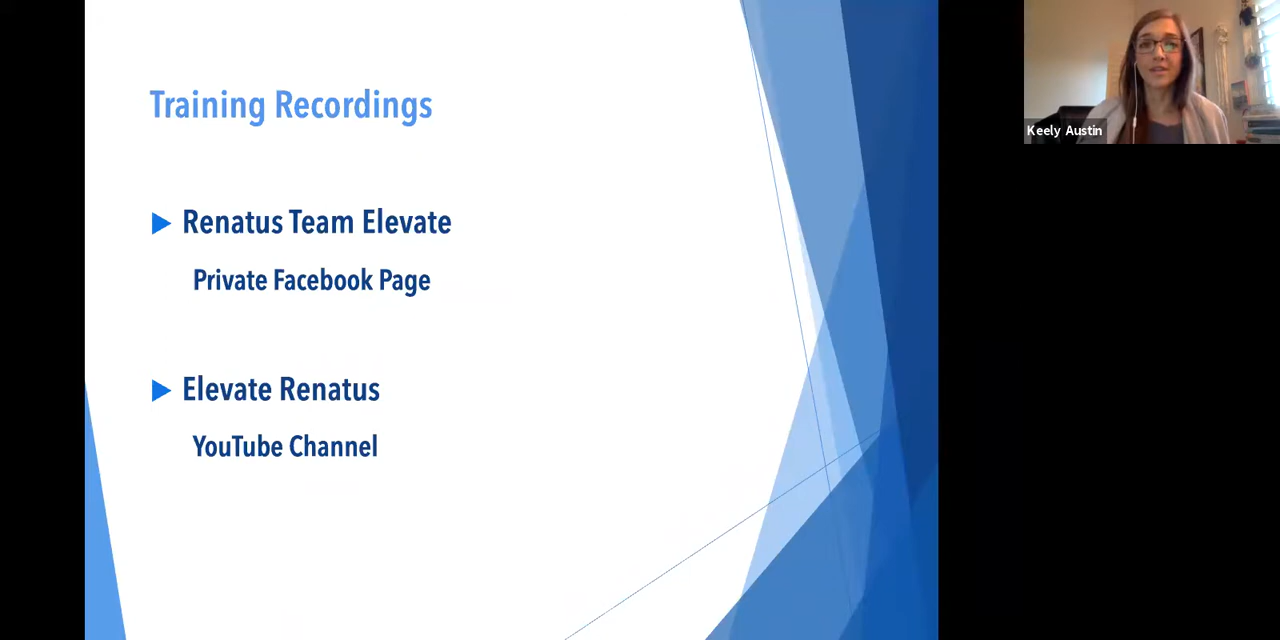 Training Recordings
Renatus Team Elevate
Private Facebook Page
Elevate Renatus
YouTube Channel
Keely Austin